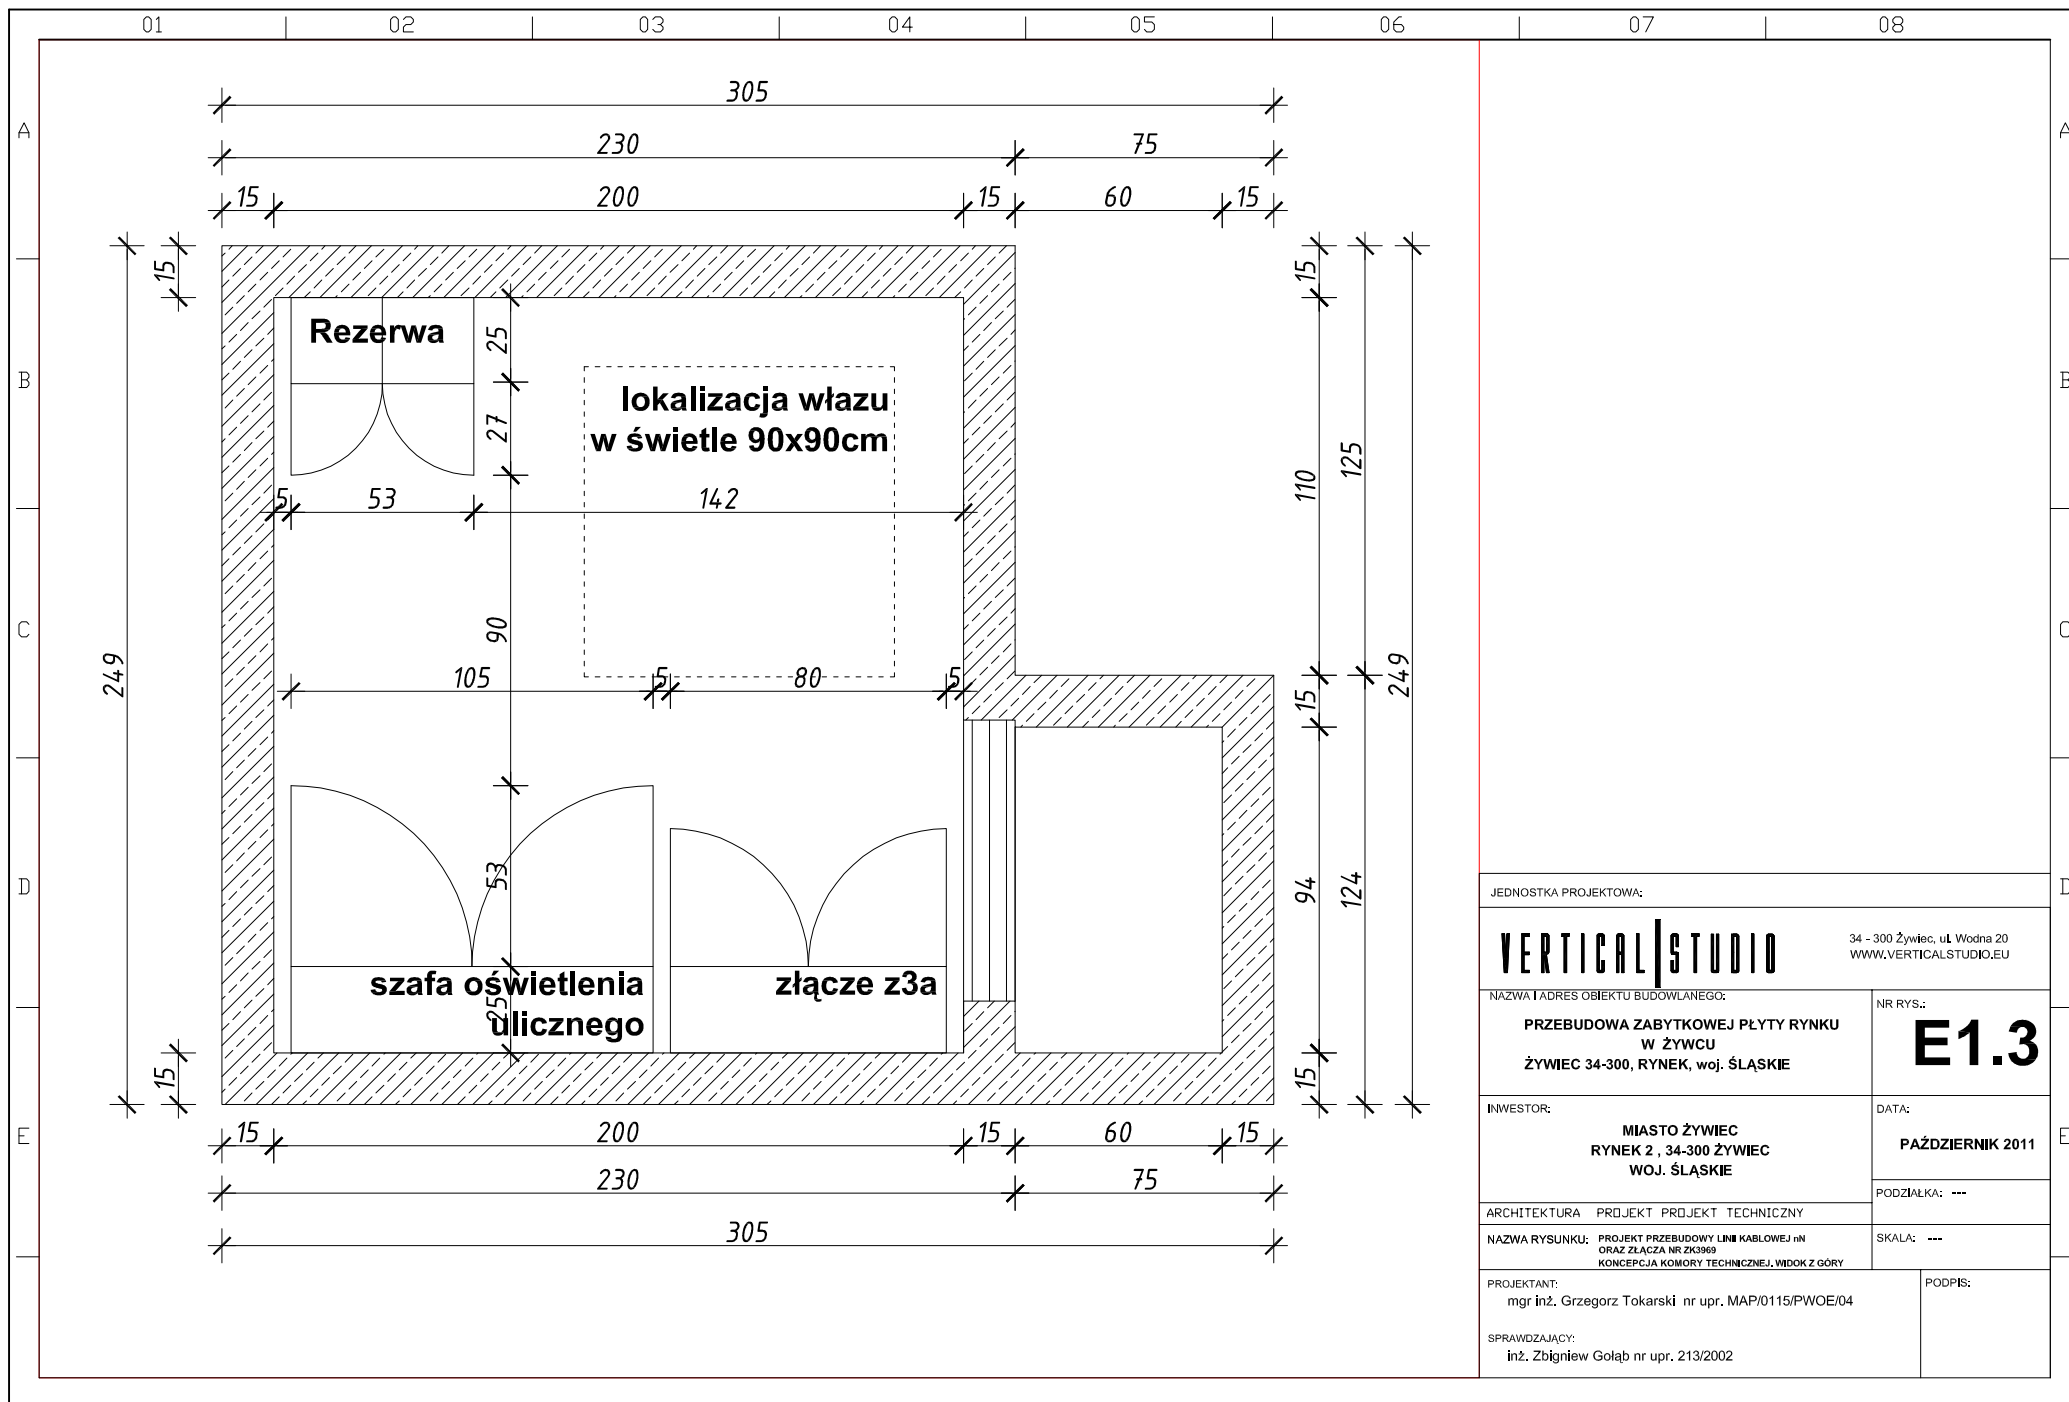 01 02 03 04 05 06 07 08
305
230 75
15 200 15 60 15
A A
15 15
Rezerwa
25
B B
lokalizacja włazu
w świetle 90x90cm
27
125
110
5 53 142
C C
90
249 249
105 5 80 5
15
53
D D
94 124
szafa oświetlenia
ulicznego
25
złącze z3a
15 15
E E
15 200 15 60 15
230 75
305
JEDNOSTKA PROJEKTOWA:
VERTICAL STUDIO
34 - 300 Żywiec, ul. Wodna 20
WWW.VERTICALSTUDIO.EU
NAZWA I ADRES OBIEKTU BUDOWLANEGO:
PRZEBUDOWA ZABYTKOWEJ PŁYTY RYNKU
W ŻYWCU
ŻYWIEC 34-300, RYNEK, woj. ŚLĄSKIE
NR RYS.:
E1.3
INWESTOR:
MIASTO ŻYWIEC
RYNEK 2 , 34-300 ŻYWIEC
WOJ. ŚLĄSKIE
DATA:
PAŹDZIERNIK 2011
PODZIAŁKA: ---
ARCHITEKTURA PROJEKT PROJEKT TECHNICZNY
NAZWA RYSUNKU: PROJEKT PRZEBUDOWY LINII KABLOWEJ nN
ORAZ ZŁĄCZA NR ZK3969
KONCEPCJA KOMORY TECHNICZNEJ. WIDOK Z GÓRY
SKALA: ---
PROJEKTANT:
mgr inż. Grzegorz Tokarski nr upr. MAP/0115/PWOE/04
PODPIS:
SPRAWDZAJĄCY:
inż. Zbigniew Gołąb nr upr. 213/2002